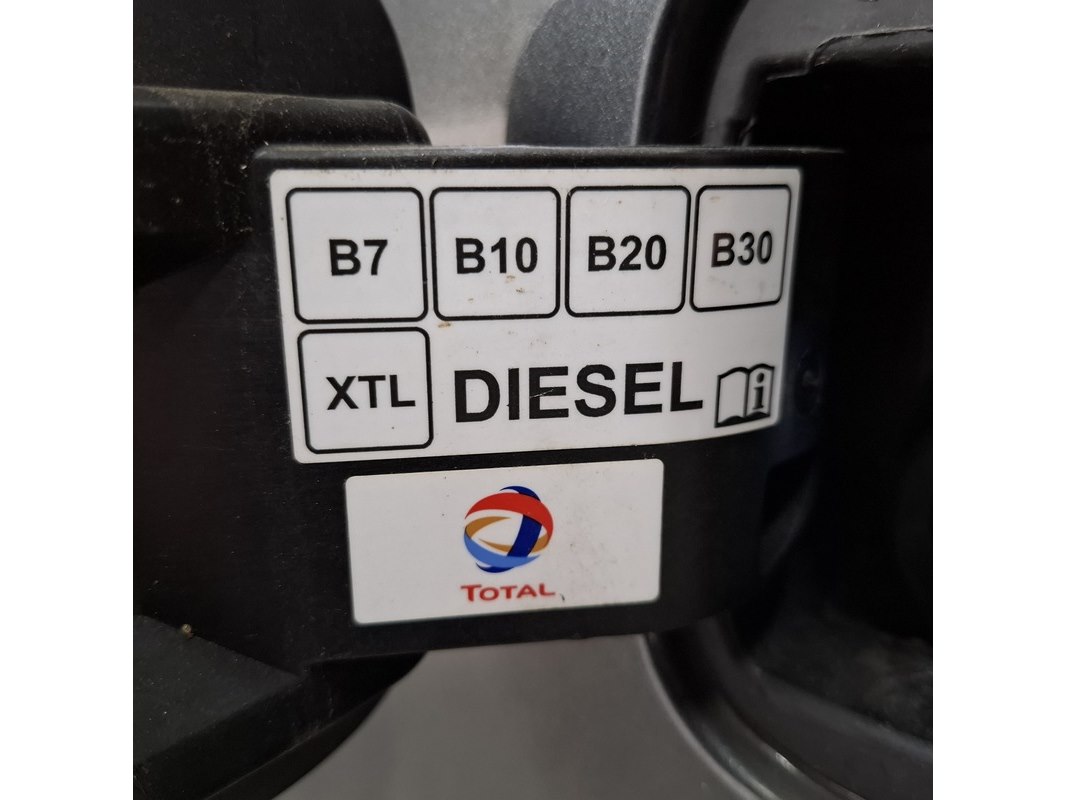 B7 B10 B20 B30
XTL DIESEL i
TOTAL